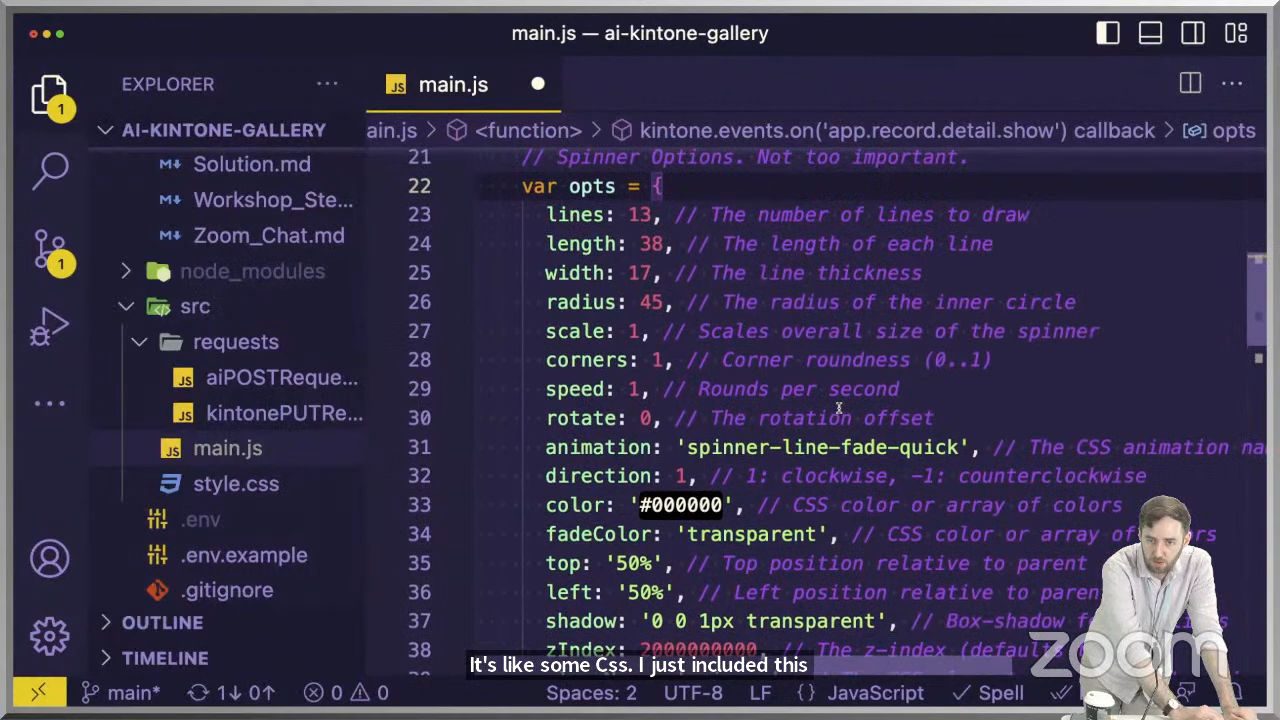 main.js — ai-kintone-gallery
EXPLORER
main.js
AI-KINTONE-GALLERY
ain.js > <function> > kintone.events.on('app.record.detail.show') callback > opts
Solution.md
Workshop_Ste...
Zoom_Chat.md
node_modules
src
requests
aiPOSTReque...
kintonePUTRe...
main.js
style.css
.env
.env.example
.gitignore
OUTLINE
TIMELINE
1
1
21 // Spinner Options. Not too important.
22 var opts = {
23 lines: 13, // The number of lines to draw
24 length: 38, // The length of each line
25 width: 17, // The line thickness
26 radius: 45, // The radius of the inner circle
27 scale: 1, // Scales overall size of the spinner
28 corners: 1, // Corner roundness (0..1)
29 speed: 1, // Rounds per second
30 rotate: 0, // The rotation offset
31 animation: 'spinner-line-fade-quick', // The CSS animation na
32 direction: 1, // 1: clockwise, -1: counterclockwise
33 color: '#000000', // CSS color or array of colors
34 fadeColor: 'transparent', // CSS color or array of
35 top: '50%', // Top position relative to parent
36 left: '50%', // Left position relative to
37 shadow: '0 0 1px transparent', // Box-shadow
38 zIndex: 2000000000, // The z-index
It's like some Css. I just included this
zoom
main* 1↓ 0↑ 0 0 Spaces: 2 UTF-8 LF {} JavaScript Spell